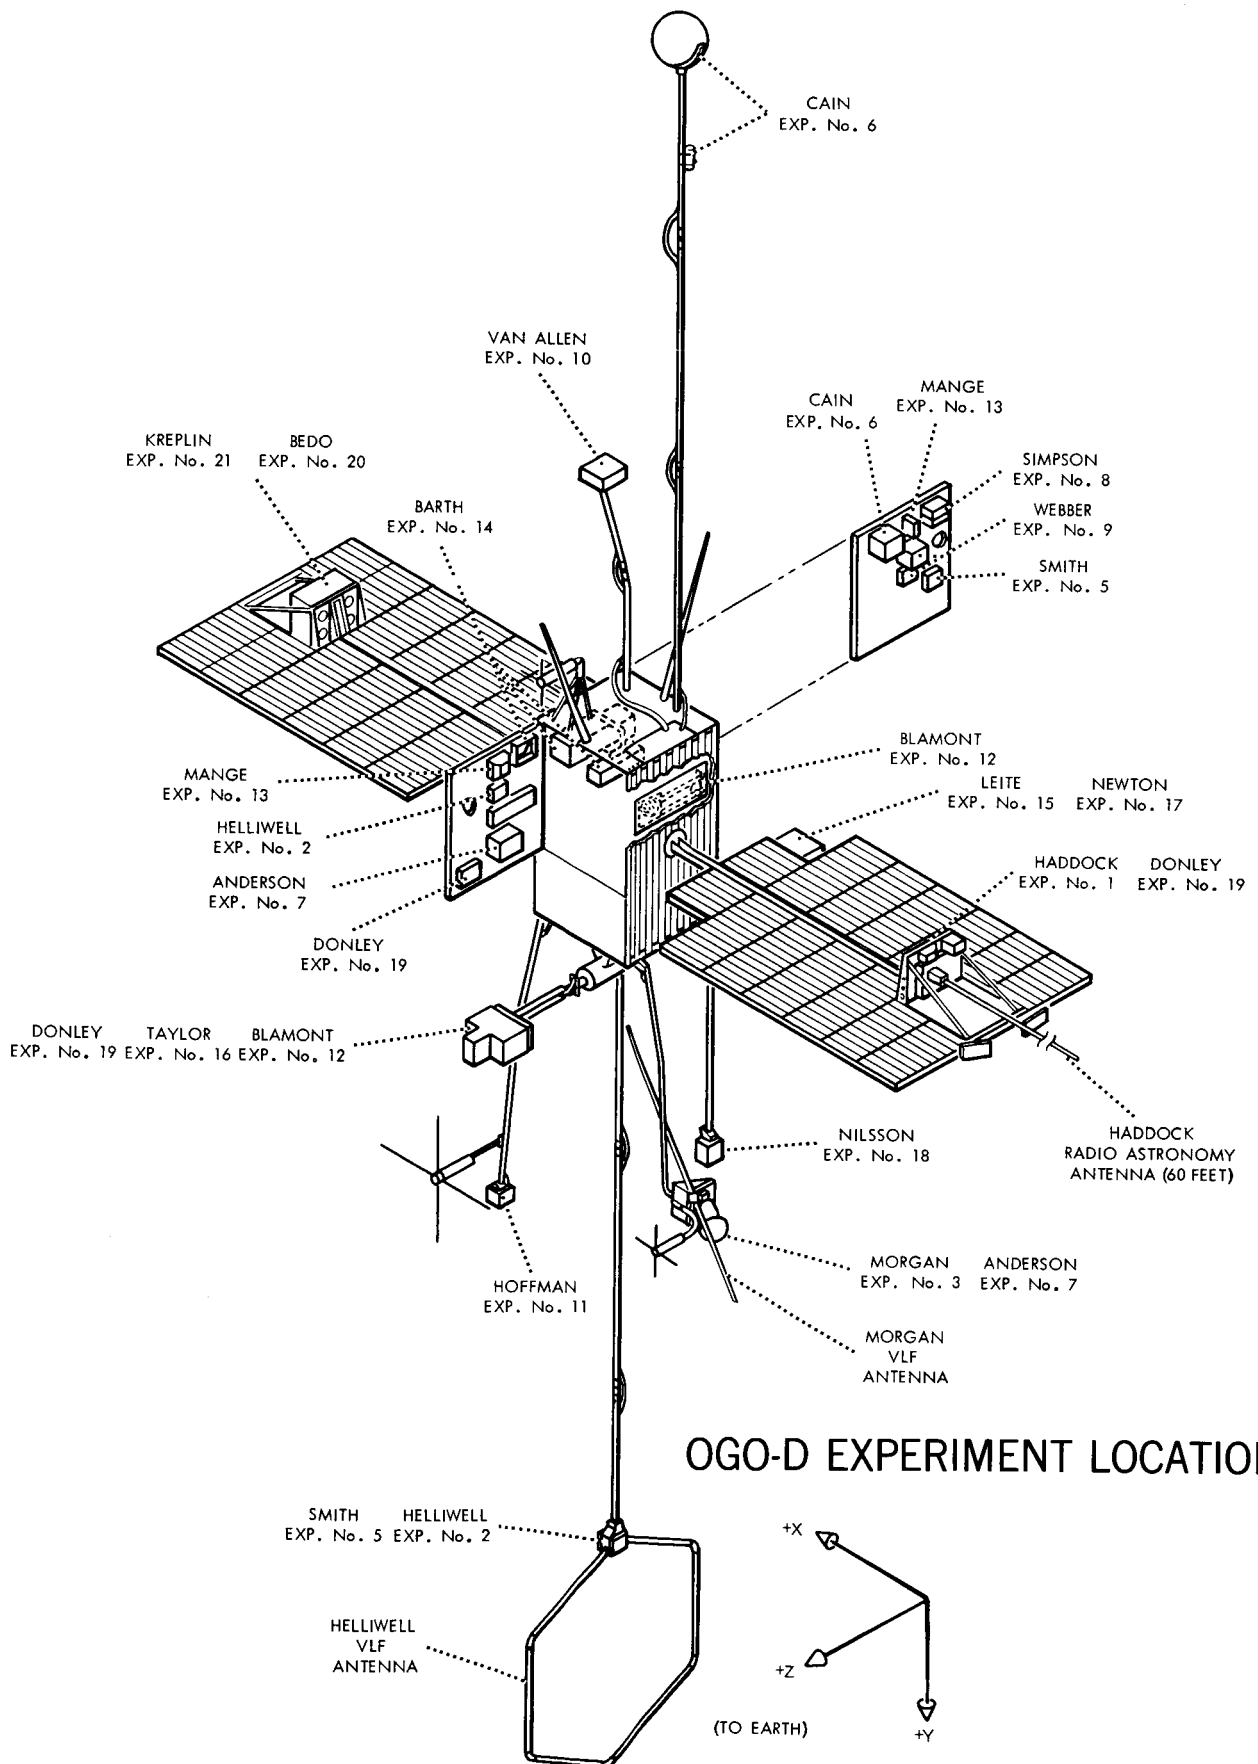 CAIN
EXP. No. 6
VAN ALLEN
EXP. No. 10
MANGE
EXP. No. 13
CAIN
EXP. No. 6
KREPLIN
EXP. No. 21
BEDO
EXP. No. 20
SIMPSON
EXP. No. 8
BARTH
EXP. No. 14
WEBBER
EXP. No. 9
SMITH
EXP. No. 5
BLAMONT
EXP. No. 12
MANGE
EXP. No. 13
LEITE
EXP. No. 15
NEWTON
EXP. No. 17
HELLIWELL
EXP. No. 2
HADDOCK
EXP. No. 1
DONLEY
EXP. No. 19
ANDERSON
EXP. No. 7
DONLEY
EXP. No. 19
DONLEY
EXP. No. 19
TAYLOR
EXP. No. 16
BLAMONT
EXP. No. 12
NILSSON
EXP. No. 18
HADDOCK
RADIO ASTRONOMY
ANTENNA (60 FEET)
HOFFMAN
EXP. No. 11
MORGAN
EXP. No. 3
ANDERSON
EXP. No. 7
MORGAN
VLF
ANTENNA
OGO-D EXPERIMENT LOCATION
SMITH
EXP. No. 5
HELLIWELL
EXP. No. 2
+X
HELLIWELL
VLF
ANTENNA
+Z
(TO EARTH)
+Y